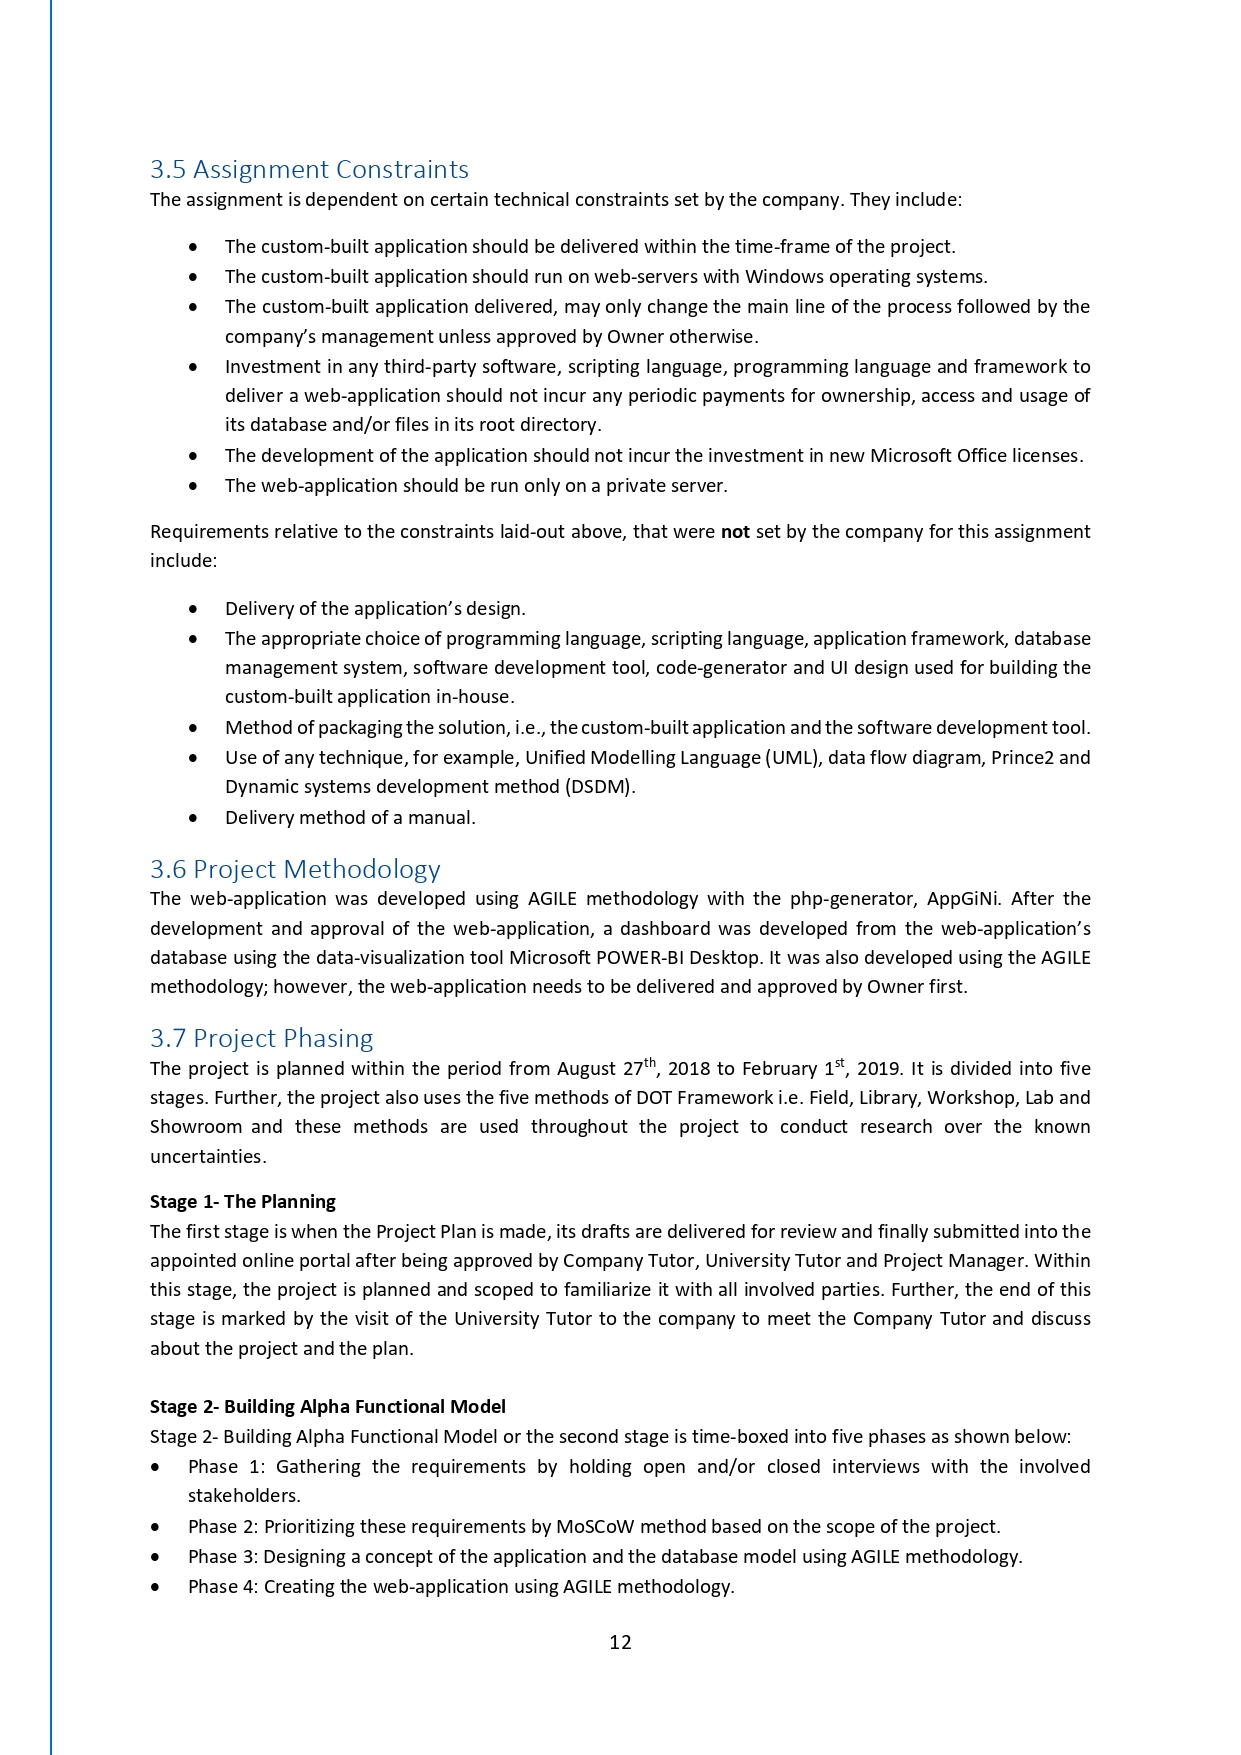 3.5 Assignment Constraints
The assignment is dependent on certain technical constraints set by the company. They include:
• The custom-built application should be delivered within the time-frame of the project.
• The custom-built application should run on web-servers with Windows operating systems.
• The custom-built application delivered, may only change the main line of the process followed by the
company’s management unless approved by Owner otherwise.
• Investment in any third-party software, scripting language, programming language and framework to
deliver a web-application should not incur any periodic payments for ownership, access and usage of
its database and/or files in its root directory.
• The development of the application should not incur the investment in new Microsoft Office licenses.
• The web-application should be run only on a private server.
Requirements relative to the constraints laid-out above, that were not set by the company for this assignment
include:
• Delivery of the application’s design.
• The appropriate choice of programming language, scripting language, application framework, database
management system, software development tool, code-generator and UI design used for building the
custom-built application in-house.
• Method of packaging the solution, i.e., the custom-built application and the software development tool.
• Use of any technique, for example, Unified Modelling Language (UML), data flow diagram, Prince2 and
Dynamic systems development method (DSDM).
• Delivery method of a manual.
3.6 Project Methodology
The web-application was developed using AGILE methodology with the php-generator, AppGiNi. After the
development and approval of the web-application, a dashboard was developed from the web-application’s
database using the data-visualization tool Microsoft POWER-BI Desktop. It was also developed using the AGILE
methodology; however, the web-application needs to be delivered and approved by Owner first.
3.7 Project Phasing
The project is planned within the period from August 27th, 2018 to February 1st, 2019. It is divided into five
stages. Further, the project also uses the five methods of DOT Framework i.e. Field, Library, Workshop, Lab and
Showroom and these methods are used throughout the project to conduct research over the known
uncertainties.
Stage 1- The Planning
The first stage is when the Project Plan is made, its drafts are delivered for review and finally submitted into the
appointed online portal after being approved by Company Tutor, University Tutor and Project Manager. Within
this stage, the project is planned and scoped to familiarize it with all involved parties. Further, the end of this
stage is marked by the visit of the University Tutor to the company to meet the Company Tutor and discuss
about the project and the plan.
Stage 2- Building Alpha Functional Model
Stage 2- Building Alpha Functional Model or the second stage is time-boxed into five phases as shown below:
• Phase 1: Gathering the requirements by holding open and/or closed interviews with the involved
stakeholders.
• Phase 2: Prioritizing these requirements by MoSCoW method based on the scope of the project.
• Phase 3: Designing a concept of the application and the database model using AGILE methodology.
• Phase 4: Creating the web-application using AGILE methodology.
12